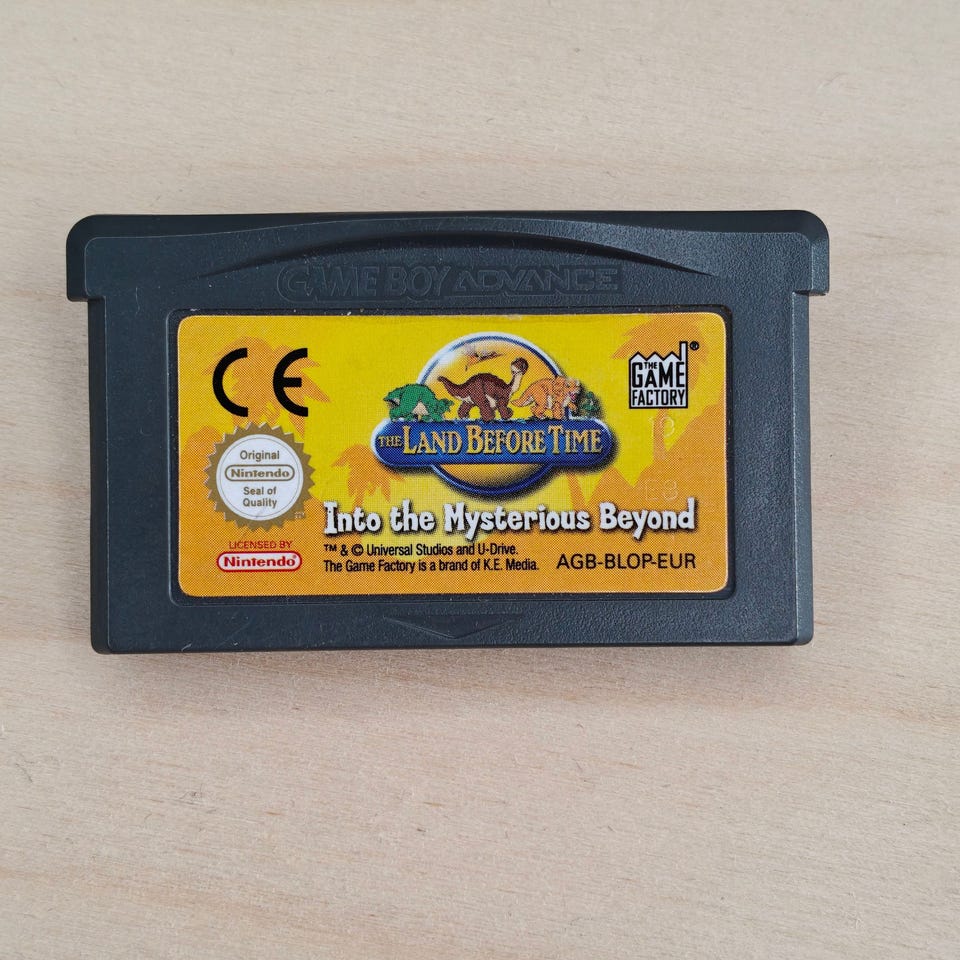 GAME BOY ADVANCE
CE
THE
GAME
FACTORY
®
THE LAND BEFORE TIME
Original
Nintendo
Seal of
Quality
Into the Mysterious Beyond
LICENSED BY
Nintendo®
™ & © Universal Studios and U-Drive.
The Game Factory is a brand of K.E. Media.
AGB-BLOP-EUR